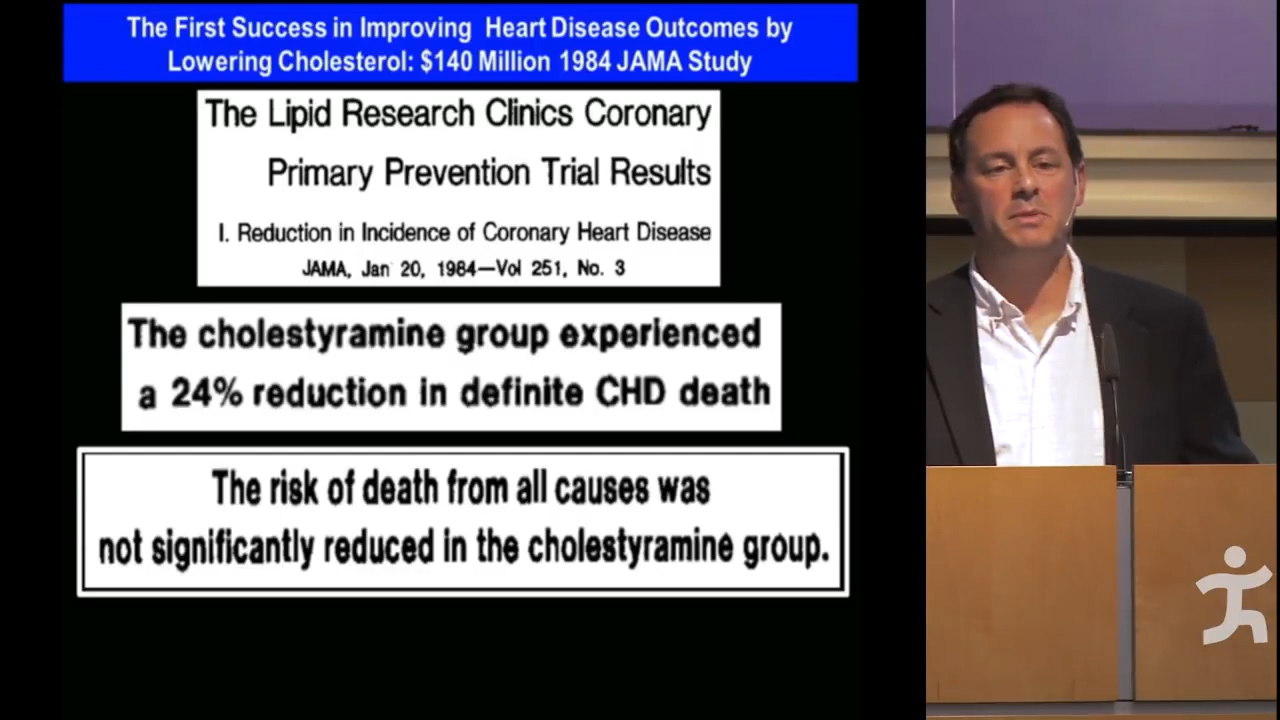 The First Success in Improving Heart Disease Outcomes by
Lowering Cholesterol: $140 Million 1984 JAMA Study
The Lipid Research Clinics Coronary
Primary Prevention Trial Results
I. Reduction in Incidence of Coronary Heart Disease
JAMA, Jan 20, 1984—Vol 251, No. 3
The cholestyramine group experienced
a 24% reduction in definite CHD death
The risk of death from all causes was
not significantly reduced in the cholestyramine group.